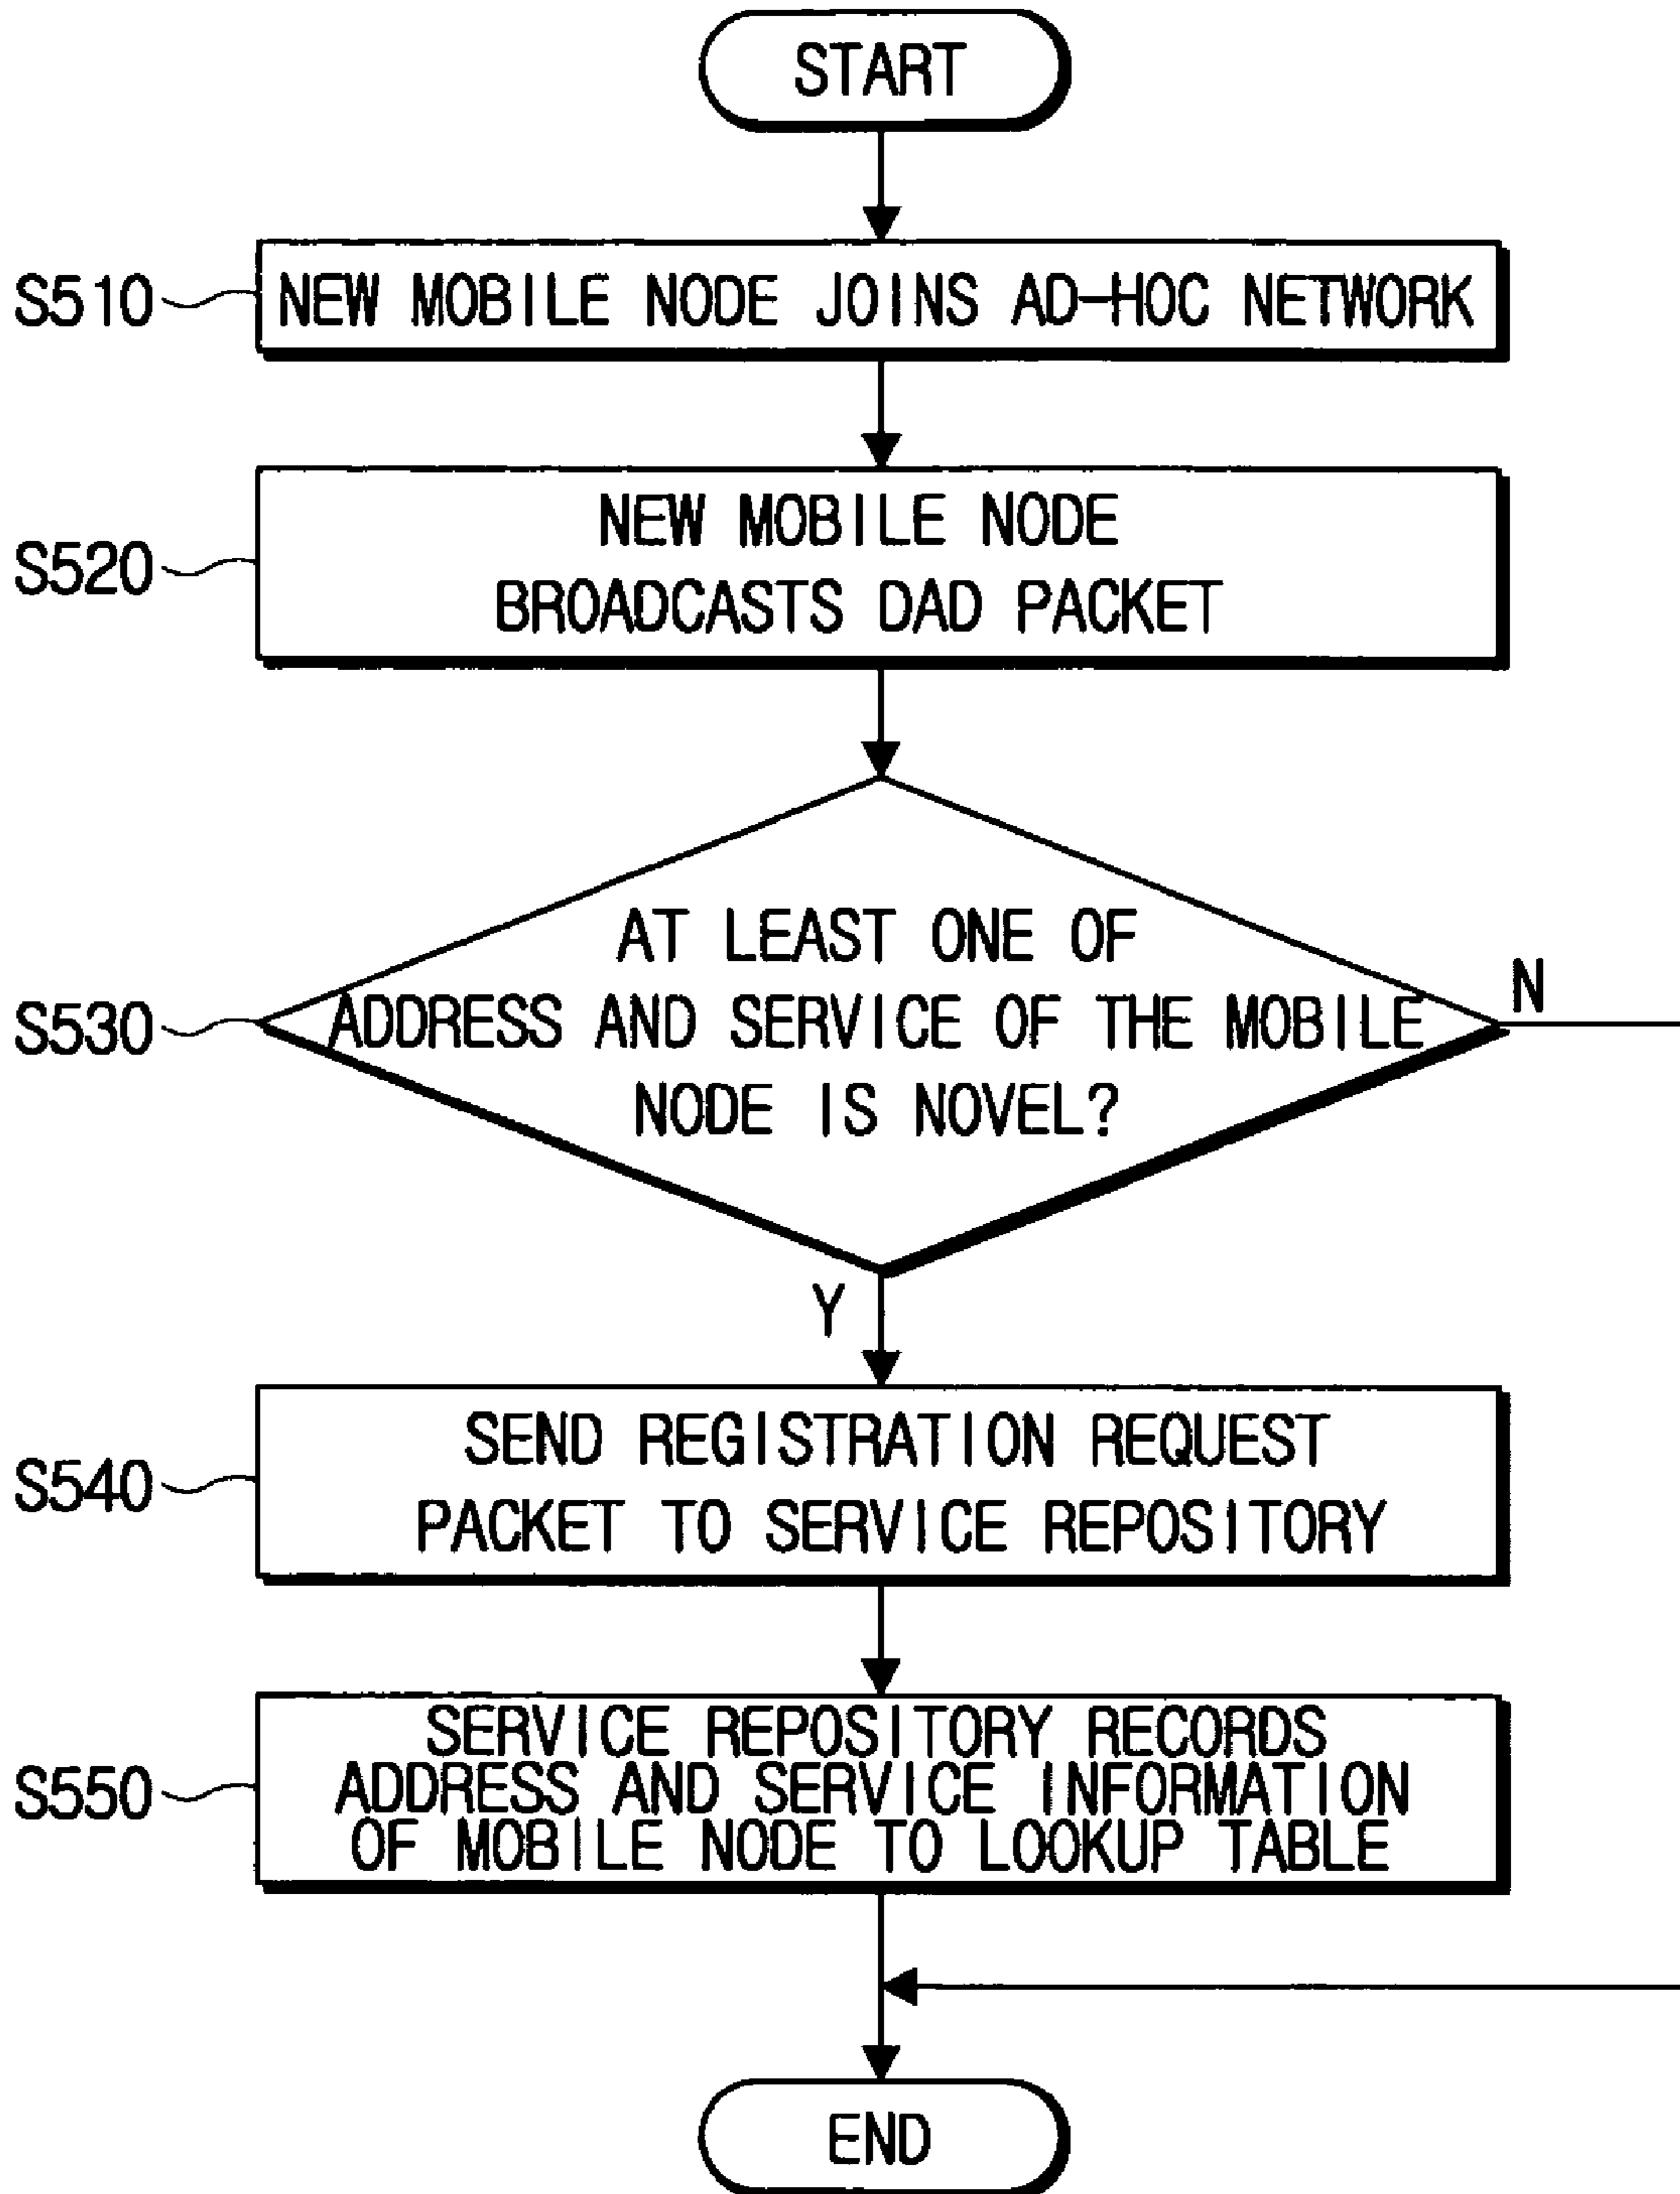 START
S510
NEW MOBILE NODE JOINS AD-HOC NETWORK
S520
NEW MOBILE NODE
BROADCASTS DAD PACKET
S530
AT LEAST ONE OF
ADDRESS AND SERVICE OF THE MOBILE
NODE IS NOVEL?
N
Y
S540
SEND REGISTRATION REQUEST
PACKET TO SERVICE REPOSITORY
S550
SERVICE REPOSITORY RECORDS
ADDRESS AND SERVICE INFORMATION
OF MOBILE NODE TO LOOKUP TABLE
END